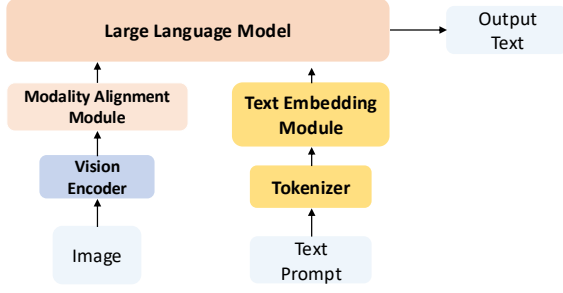 Large Language Model
Output
Text
Modality Alignment
Module
Text Embedding
Module
Vision
Encoder
Tokenizer
Image
Text
Prompt